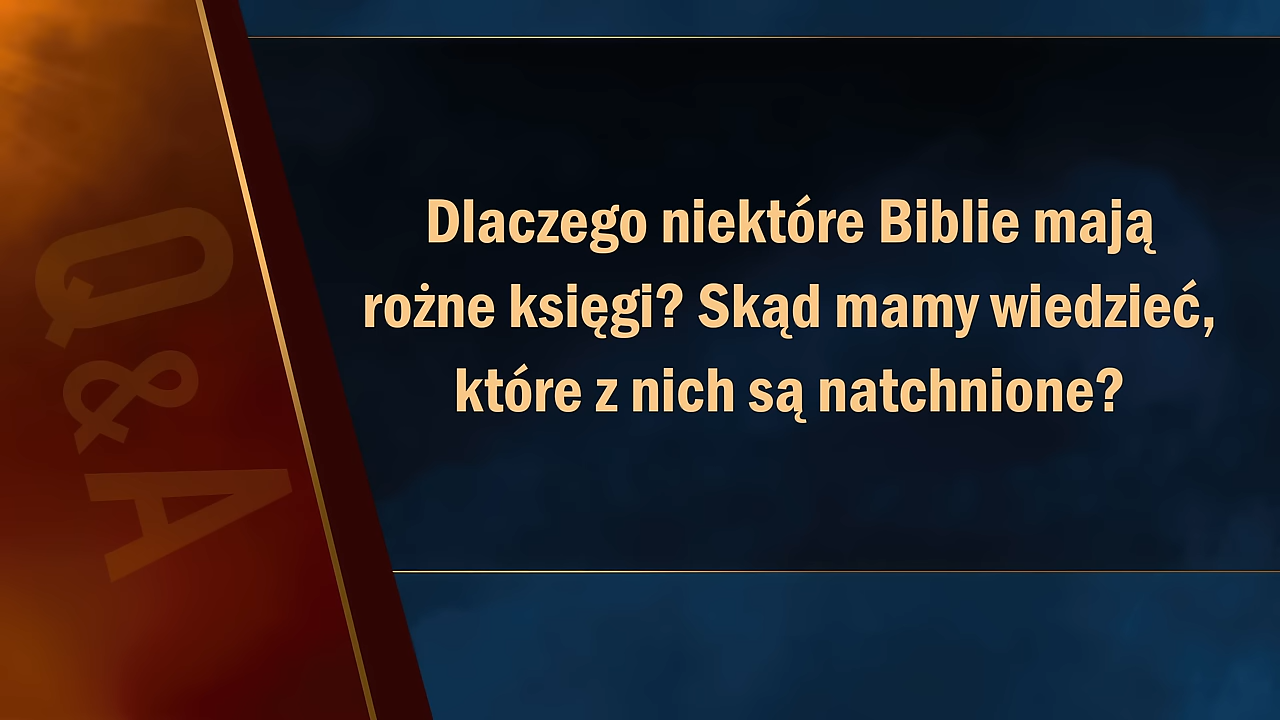 Q & A
Dlaczego niektóre Biblie mają
rożne księgi? Skąd mamy wiedzieć,
które z nich są natchnione?